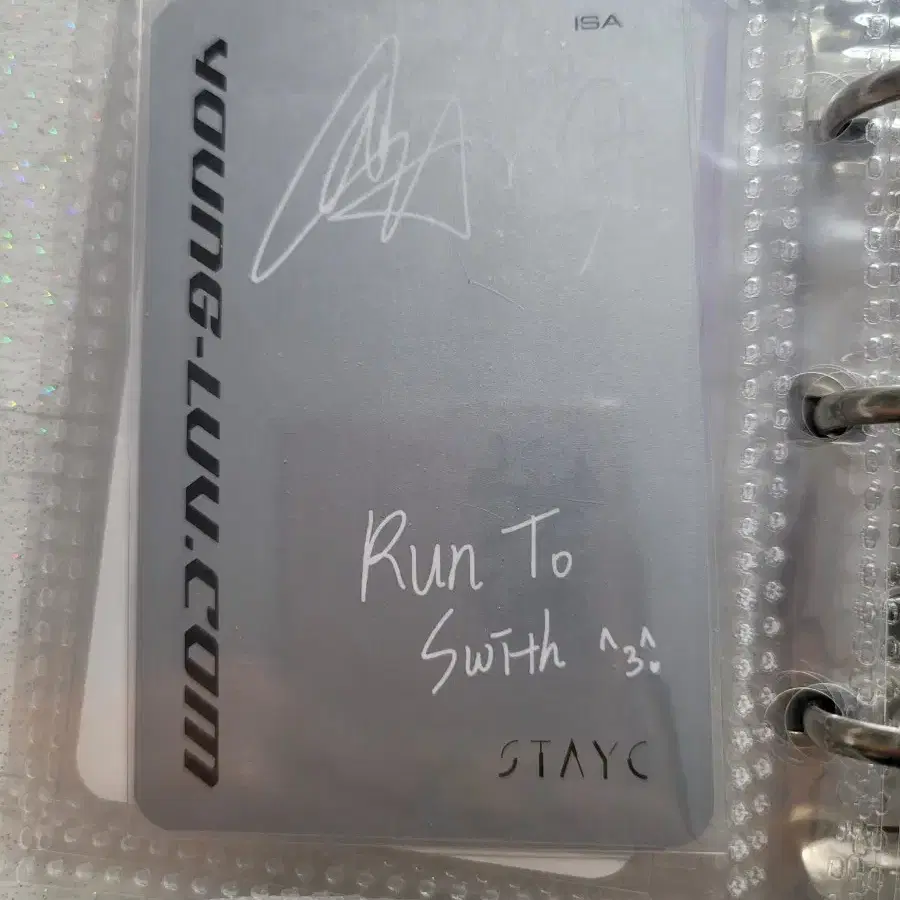 ISA
YOUNG-LUV.COM
Run To
Swith ^3^.
STAYC